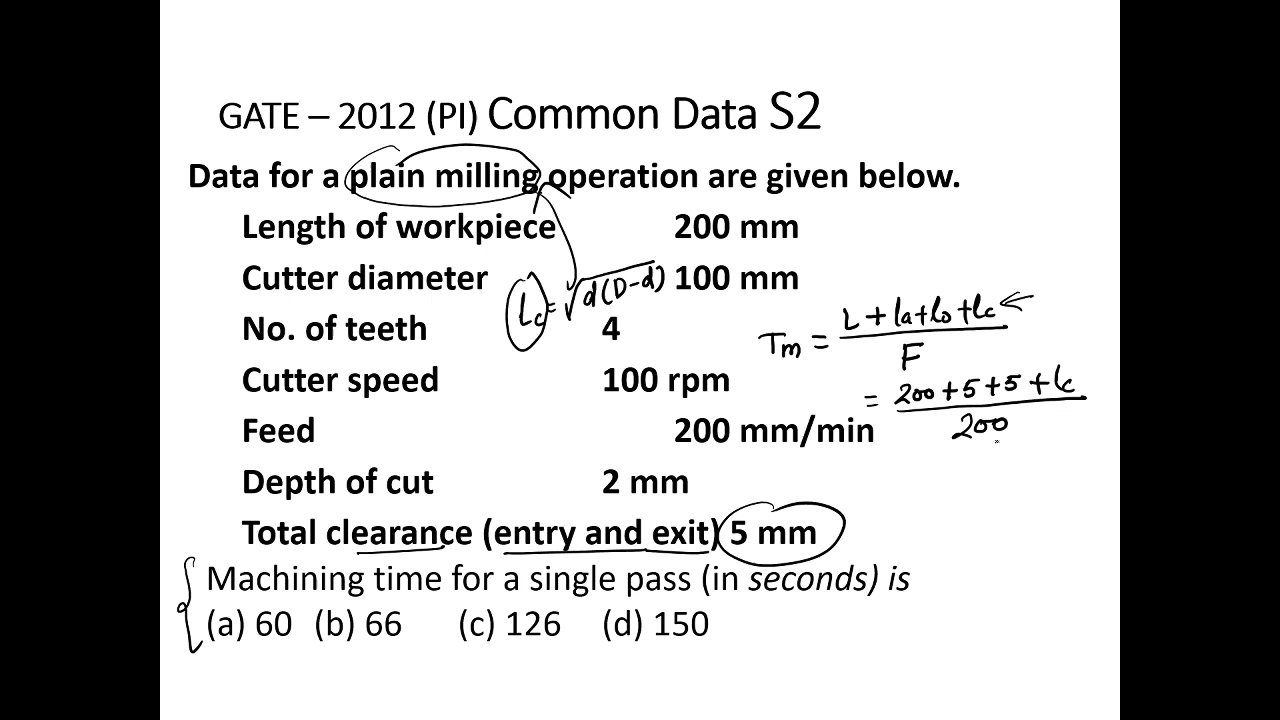 GATE – 2012 (PI) Common Data S2
Data for a plain milling operation are given below.
Length of workpiece 200 mm
Cutter diameter 100 mm
Lc = √d(D-d)
No. of teeth 4
Tm = L + la + lo + lc / F
Cutter speed 100 rpm
= 200 + 5 + 5 + lc / 200
Feed 200 mm/min
Depth of cut 2 mm
Total clearance (entry and exit) 5 mm
Machining time for a single pass (in seconds) is
(a) 60 (b) 66 (c) 126 (d) 150